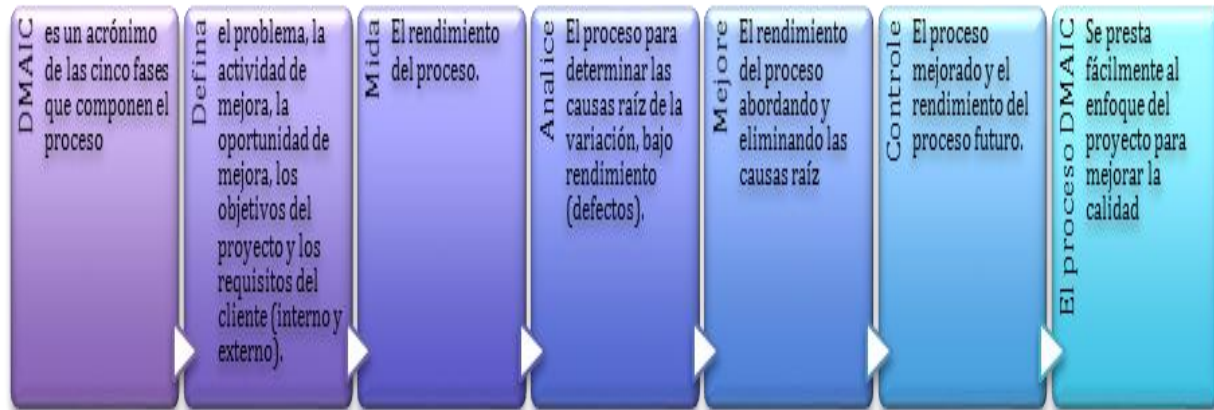 DMAIC
es un acrónimo
de las cinco fases
que componen el
proceso
Defina
el problema, la
actividad de
mejora, la
oportunidad de
mejora, los
objetivos del
proyecto y los
requisitos del
cliente (interno y
externo).
Mida
El rendimiento
del proceso.
Analice
El proceso para
determinar las
causas raíz de la
variación, bajo
rendimiento
(defectos).
Mejore
El rendimiento
del proceso
abordando y
eliminando las
causas raíz
Controle
El proceso
mejorado y el
rendimiento del
proceso futuro.
El proceso DMAIC
Se presta
fácilmente al
enfoque del
proyecto para
mejorar la
calidad